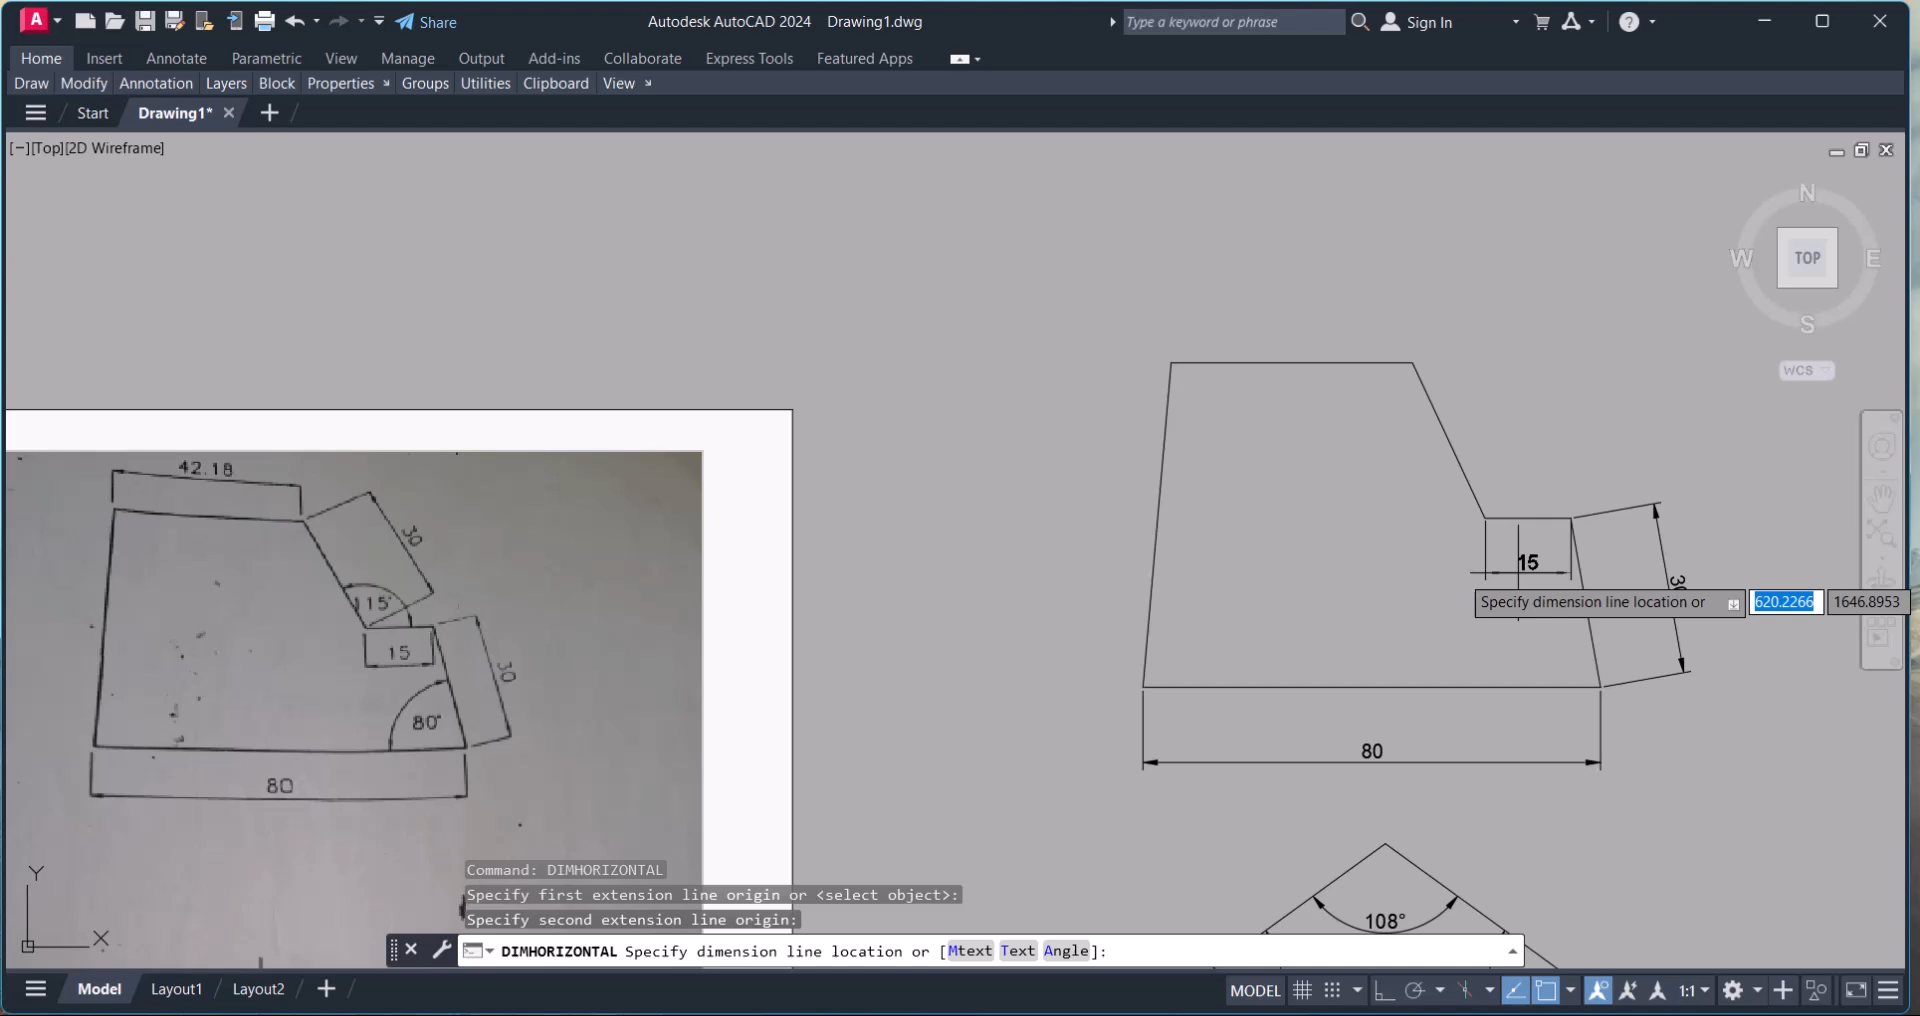 A Share Autodesk AutoCAD 2024 Drawing1.dwg Type a keyword or phrase Sign In ?
Home Insert Annotate Parametric View Manage Output Add-ins Collaborate Express Tools Featured Apps
Draw Modify Annotation Layers Block Properties Groups Utilities Clipboard View
Start Drawing1*
[−][Top][2D Wireframe]
N
W TOP E
S
WCS
42.18
30
115°
15
30
80°
80
15
30
Specify dimension line location or 620.2266 1646.8953
80
108°
Y
X
Command: DIMHORIZONTAL
Specify first extension line origin or <select object>:
Specify second extension line origin:
DIMHORIZONTAL Specify dimension line location or [Mtext Text Angle]:
Model Layout1 Layout2 MODEL 1:1